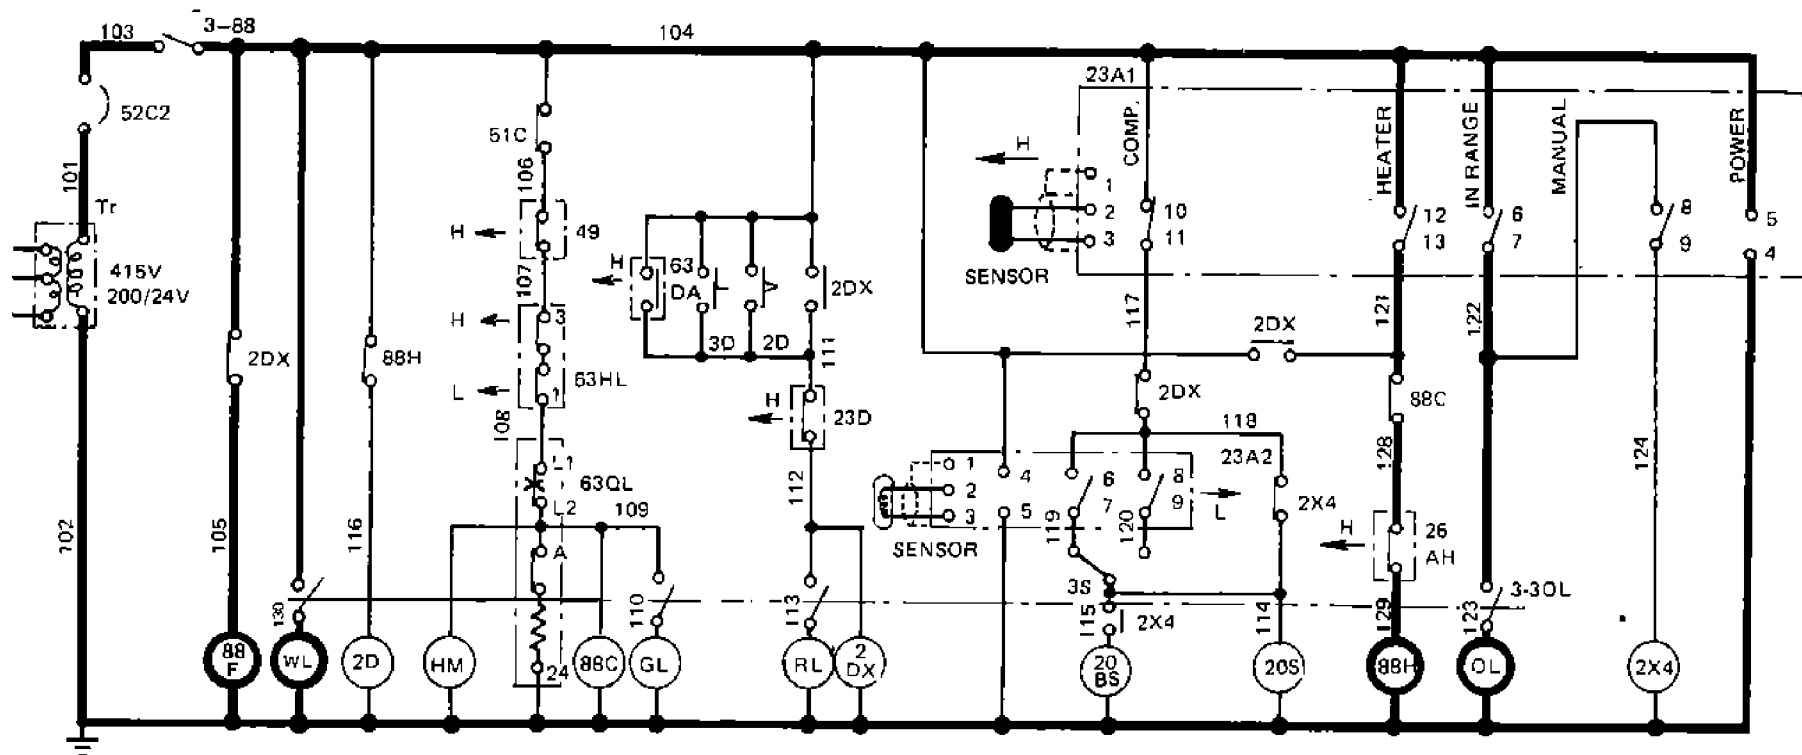 103
3-88
104
52C2
101
Tr
415V
200/24V
102
2DX
105
88
F
130
WL
88H
116
2D
51C
106
H
49
107
H
3
L
1
63HL
108
L1
63QL
L2
109
A
24
HM
88C
110
GL
H
63
DA
3D
2D
2DX
111
H
23D
112
113
RL
2
DX
23A1
H
1
2
3
SENSOR
COMP.
10
11
117
2DX
118
23A2
1
2
3
SENSOR
4
5
6
7
8
9
L
119
120
3S
115
2X4
20
BS
2X4
114
20S
2DX
HEATER
12
13
121
88C
128
H
26
AH
129
88H
IN RANGE
6
7
122
3-30L
123
OL
MANUAL
8
9
124
2X4
POWER
5
4